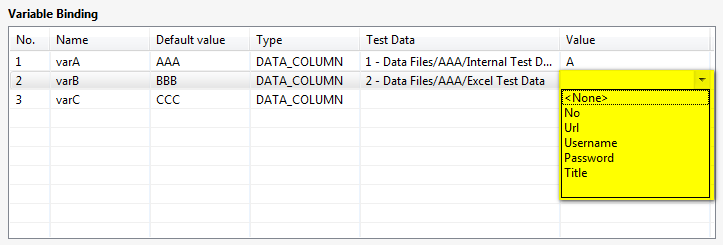 Variable Binding
No. Name Default value Type Test Data Value
1 varA AAA DATA_COLUMN 1 - Data Files/AAA/Internal Test D... A
2 varB BBB DATA_COLUMN 2 - Data Files/AAA/Excel Test Data
3 varC CCC DATA_COLUMN
<None>
No
Url
Username
Password
Title